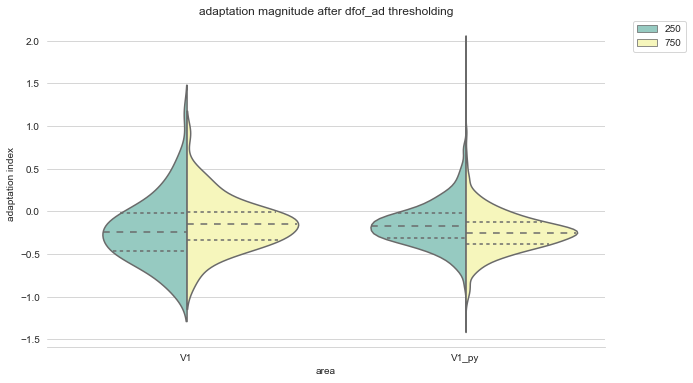 adaptation magnitude after dfof_ad thresholding
250
750
2.0
1.5
1.0
0.5
0.0
−0.5
−1.0
−1.5
adaptation index
V1
V1_py
area